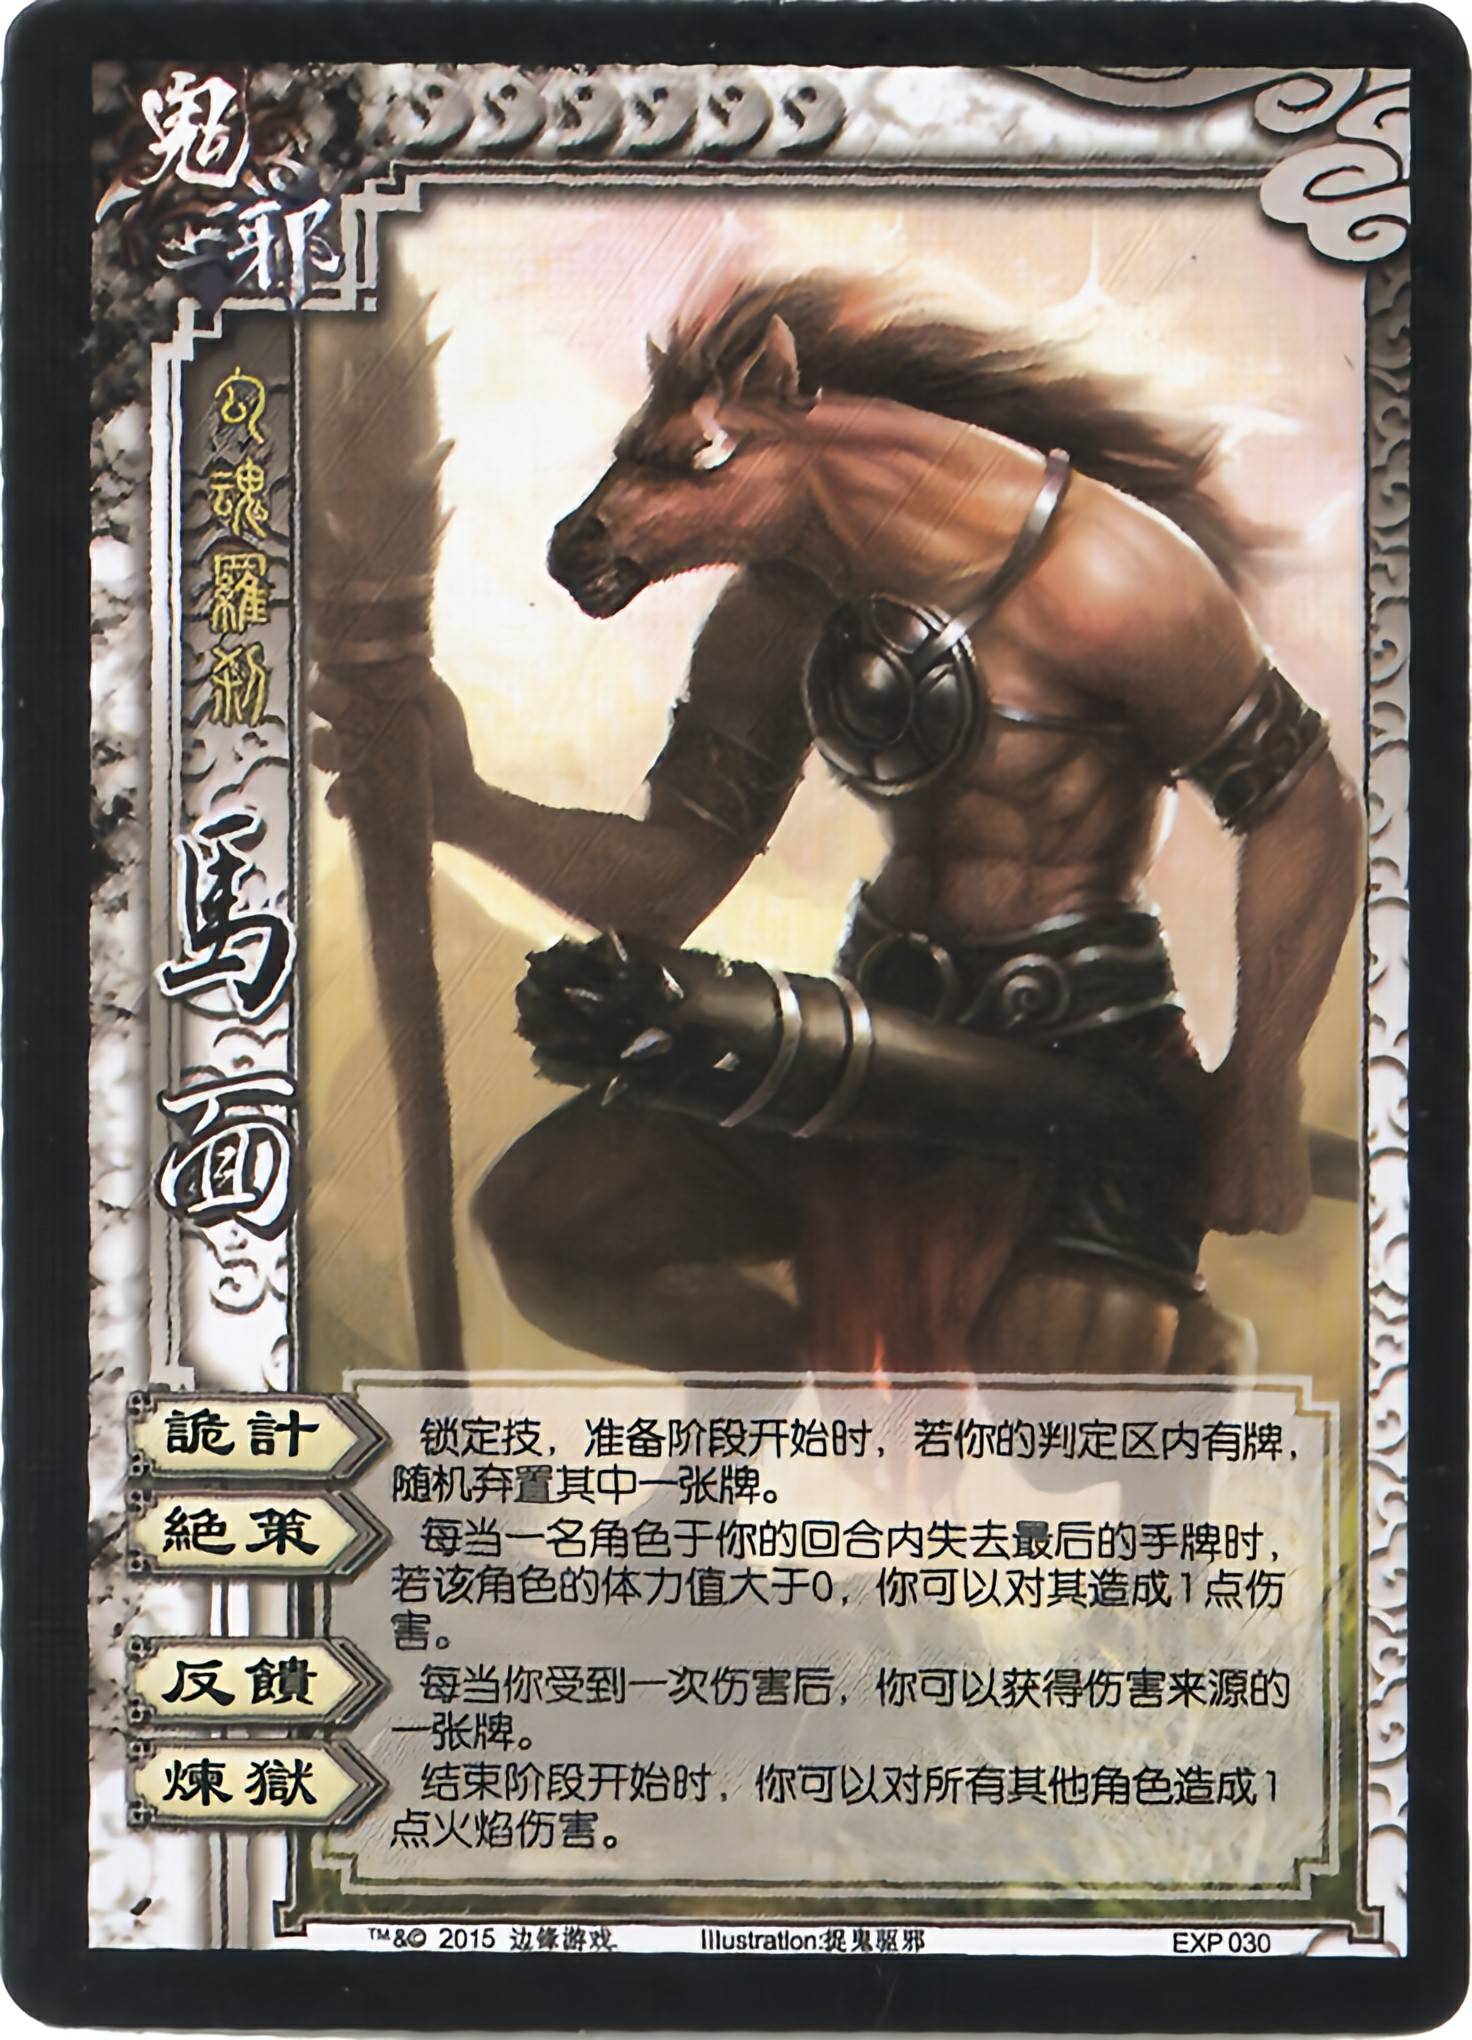 鬼
邪
勾魂羅刹
馬面
詭計
锁定技，准备阶段开始时，若你的判定区内有牌，
随机弃置其中一张牌。
絕策
每当一名角色于你的回合内失去最后的手牌时，
若该角色的体力值大于0，你可以对其造成1点伤
害。
反饋
每当你受到一次伤害后，你可以获得伤害来源的
一张牌。
煉獄
结束阶段开始时，你可以对所有其他角色造成1
点火焰伤害。
™&© 2015 边锋游戏
Illustration:捉鬼驱邪
EXP 030